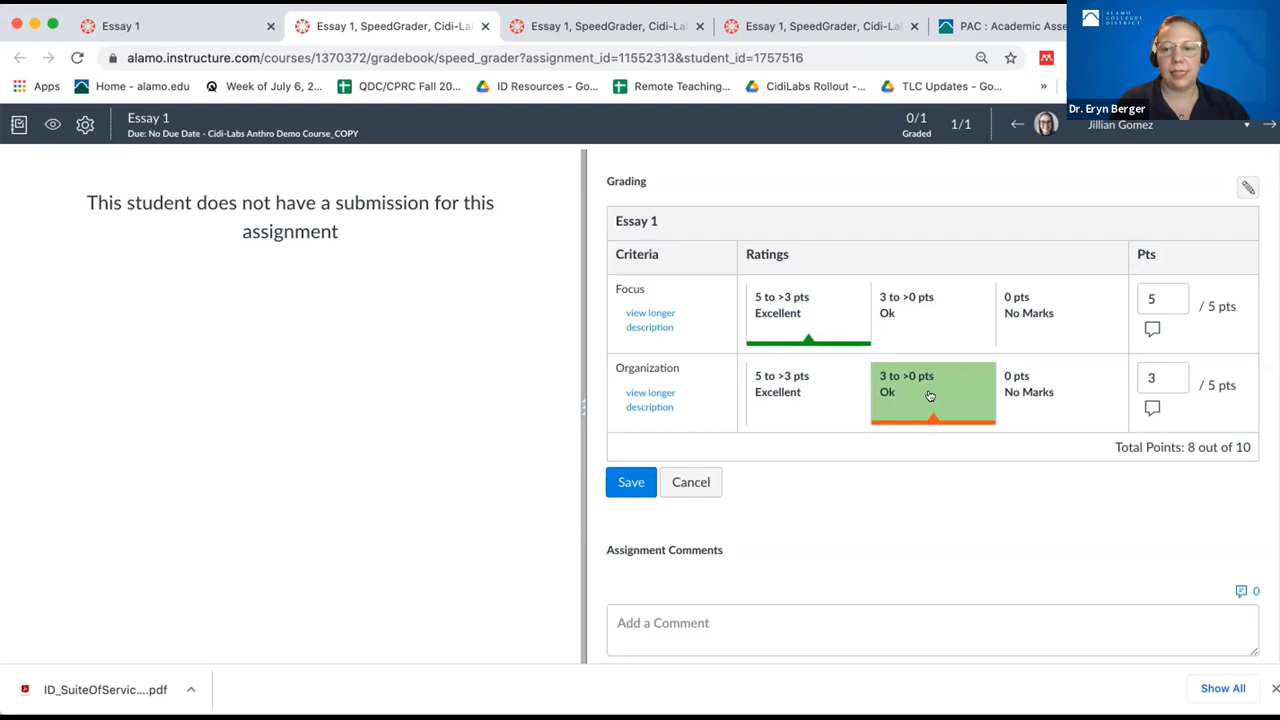 Essay 1
Essay 1, SpeedGrader, Cidi-La
Essay 1, SpeedGrader, Cidi-La
Essay 1, SpeedGrader, Cidi-La
PAC : Academic Ass
ALAMO COLLEGES DISTRICT
alamo.instructure.com/courses/1370372/gradebook/speed_grader?assignment_id=11552313&student_id=1757516
Apps
Home - alamo.edu
Week of July 6, 2...
QDC/CPRC Fall 20...
ID Resources - Go...
Remote Teaching...
CidiLabs Rollout -...
TLC Updates - Go...
»
Dr. Eryn Berger
Essay 1
Due: No Due Date - Cidi-Labs Anthro Demo Course_COPY
0/1
Graded
1/1
Jillian Gomez
This student does not have a submission for this
assignment
Grading
Essay 1
Criteria
Ratings
Pts
Focus
view longer
description
5 to >3 pts
Excellent
3 to >0 pts
Ok
0 pts
No Marks
5
/ 5 pts
Organization
view longer
description
5 to >3 pts
Excellent
3 to >0 pts
Ok
0 pts
No Marks
3
/ 5 pts
Total Points: 8 out of 10
Save
Cancel
Assignment Comments
0
Add a Comment
ID_SuiteOfServic....pdf
Show All